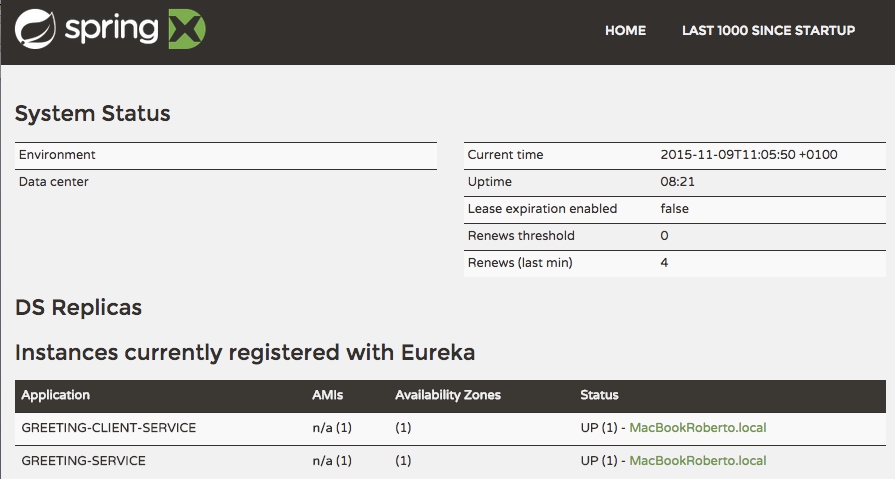 spring
HOME LAST 1000 SINCE STARTUP
System Status
Environment
Data center
Current time 2015-11-09T11:05:50 +0100
Uptime 08:21
Lease expiration enabled false
Renews threshold 0
Renews (last min) 4
DS Replicas
Instances currently registered with Eureka
Application AMIs Availability Zones Status
GREETING-CLIENT-SERVICE n/a (1) (1) UP (1) - MacBookRoberto.local
GREETING-SERVICE n/a (1) (1) UP (1) - MacBookRoberto.local